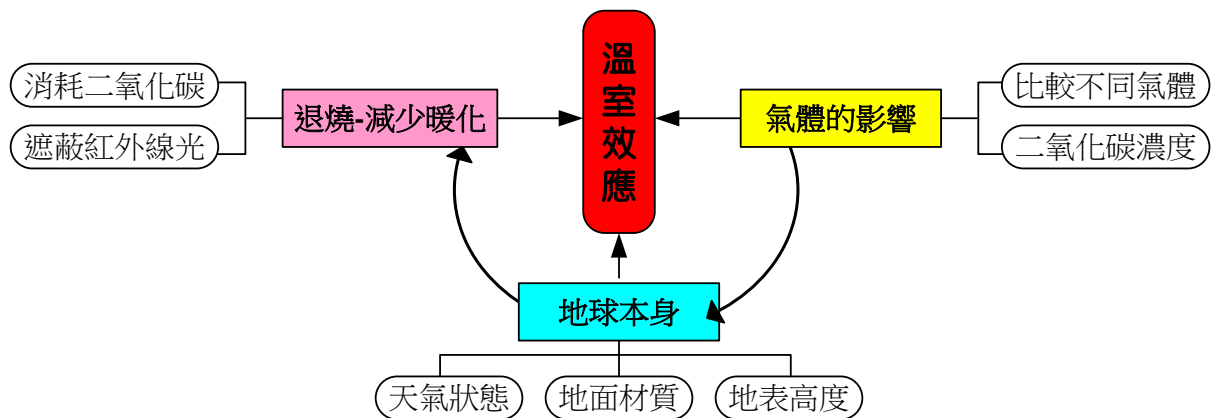 溫室效應
消耗二氧化碳
遮蔽紅外線光
退燒-減少暖化
氣體的影響
比較不同氣體
二氧化碳濃度
地球本身
天氣狀態
地面材質
地表高度